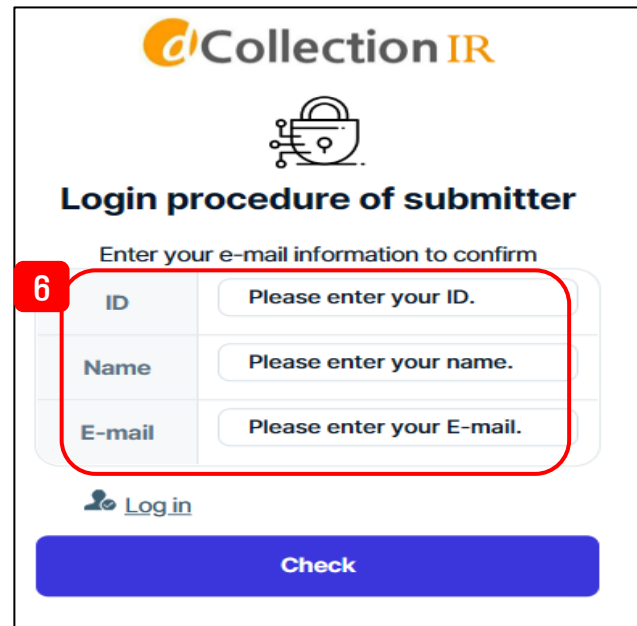 dCollection IR
Login procedure of submitter
Enter your e-mail information to confirm
6
ID Please enter your ID.
Name Please enter your name.
E-mail Please enter your E-mail.
Log in
Check